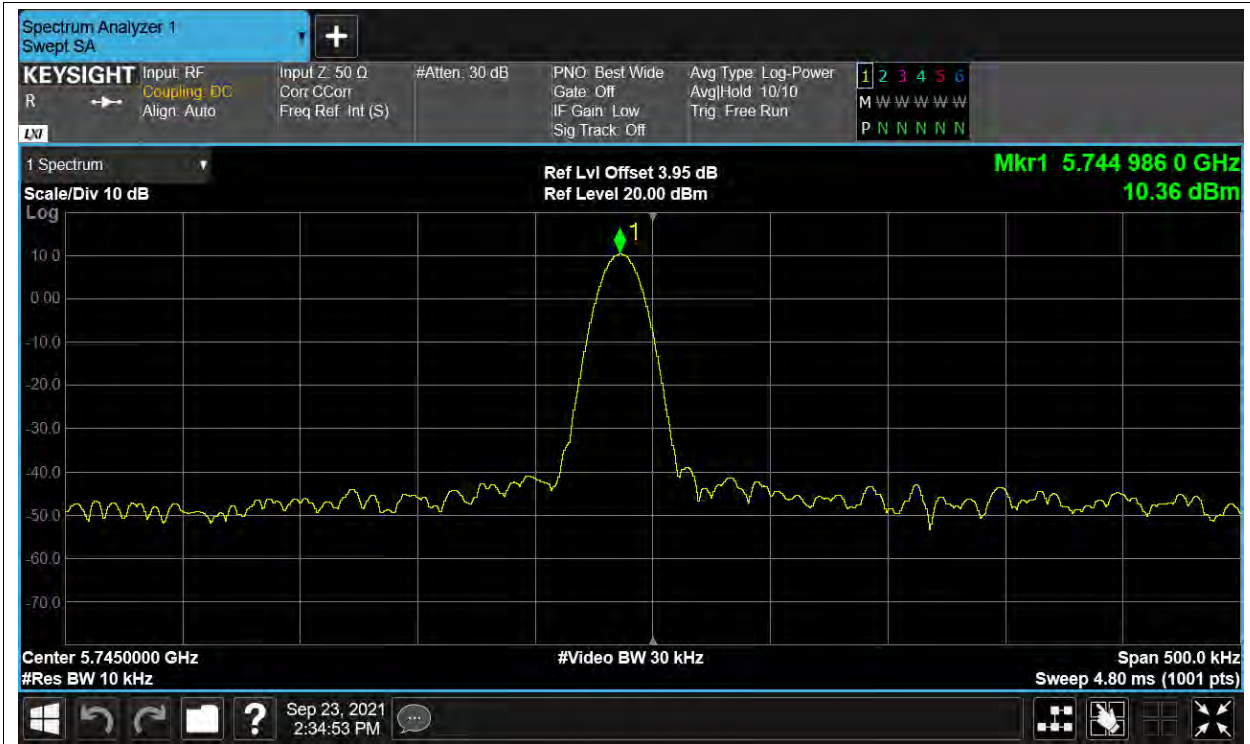 Spectrum Analyzer 1
Swept SA
+
KEYSIGHT
R
LXI
Input: RF
Coupling: DC
Align: Auto
Input Z: 50 Ω
Corr CCorr
Freq Ref: Int (S)
#Atten: 30 dB
PNO: Best Wide
Gate: Off
IF Gain: Low
Sig Track: Off
Avg Type: Log-Power
Avg|Hold: 10/10
Trig: Free Run
1 2 3 4 5 6
M W W W W W
P N N N N N
1 Spectrum
Scale/Div 10 dB
Ref Lvl Offset 3.95 dB
Ref Level 20.00 dBm
Mkr1 5.744 986 0 GHz
10.36 dBm
Log
1
10.0
0.00
-10.0
-20.0
-30.0
-40.0
-50.0
-60.0
-70.0
Center 5.7450000 GHz
#Res BW 10 kHz
#Video BW 30 kHz
Span 500.0 kHz
Sweep 4.80 ms (1001 pts)
?
Sep 23, 2021
2:34:53 PM